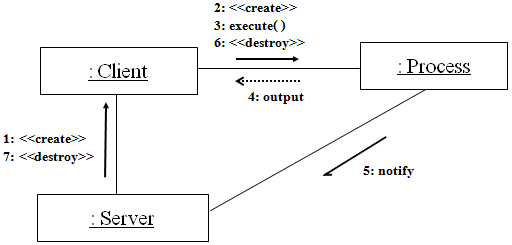 2: <<create>>
3: execute( )
6: <<destroy>>
: Client
: Process
4: output
1: <<create>>
7: <<destroy>>
5: notify
: Server